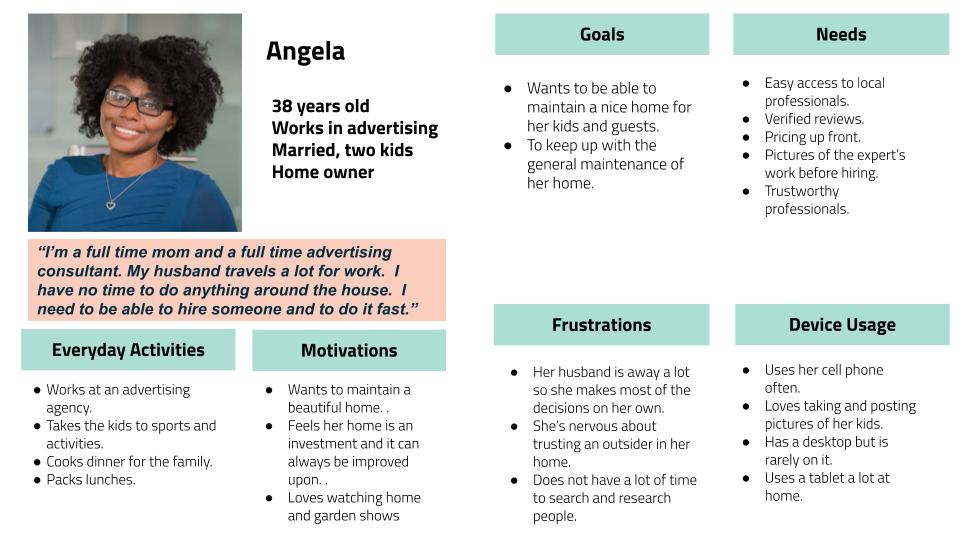 Angela
38 years old
Works in advertising
Married, two kids
Home owner
“I’m a full time mom and a full time advertising
consultant. My husband travels a lot for work.  I
have no time to do anything around the house.  I
need to be able to hire someone and to do it fast.”
Everyday Activities
● Works at an advertising
agency.
● Takes the kids to sports and
activities.
● Cooks dinner for the family.
● Packs lunches.
Motivations
● Wants to maintain a
beautiful home. .
● Feels her home is an
investment and it can
always be improved
upon. .
● Loves watching home
and garden shows
Goals
● Wants to be able to
maintain a nice home for
her kids and guests.
● To keep up with the
general maintenance of
her home.
Needs
● Easy access to local
professionals.
● Verified reviews.
● Pricing up front.
● Pictures of the expert’s
work before hiring.
● Trustworthy
professionals.
Frustrations
● Her husband is away a lot
so she makes most of the
decisions on her own.
● She’s nervous about
trusting an outsider in her
home.
● Does not have a lot of time
to search and research
people.
Device Usage
● Uses her cell phone
often.
● Loves taking and posting
pictures of her kids.
● Has a desktop but is
rarely on it.
● Uses a tablet a lot at
home.